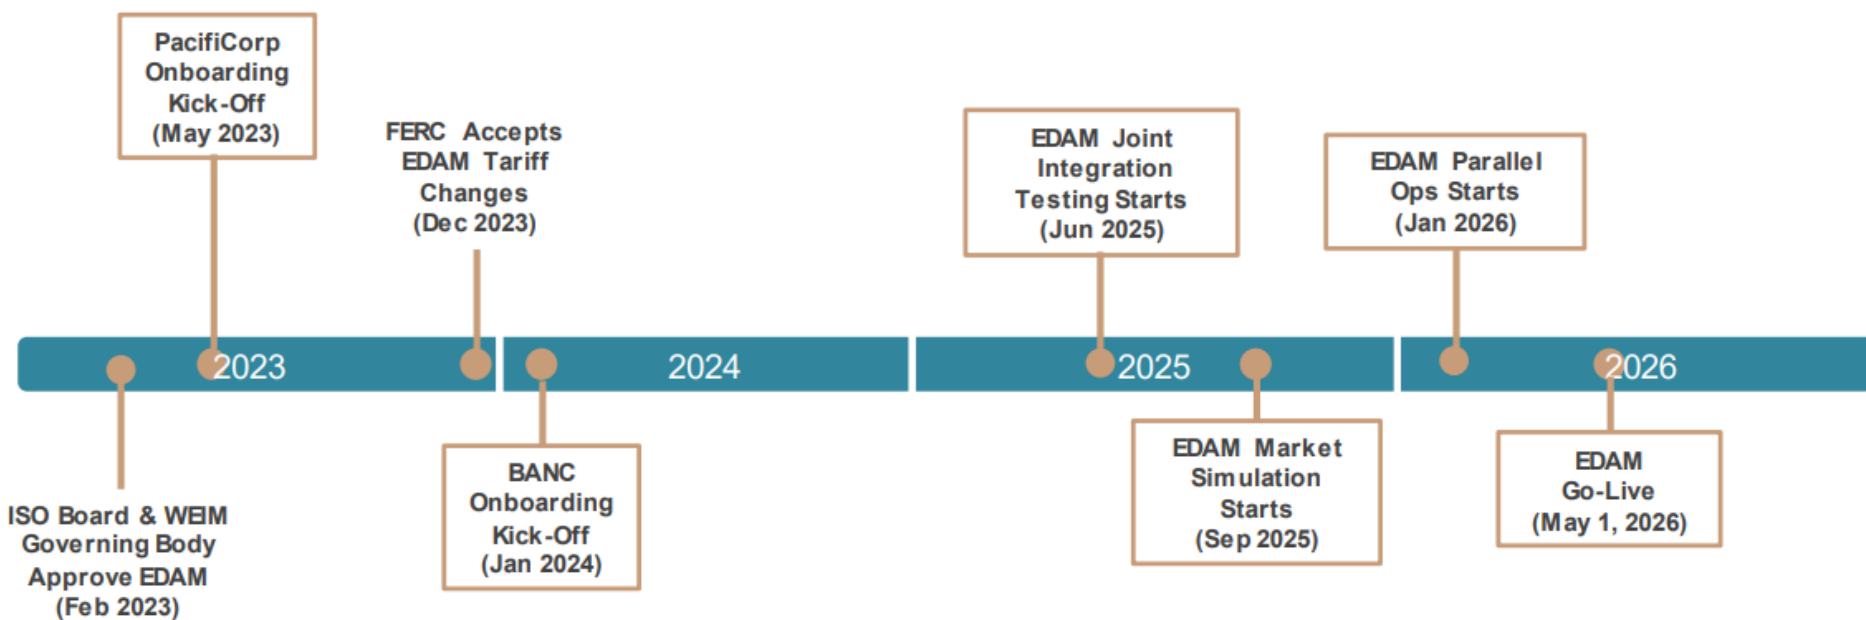 PacifiCorp
Onboarding
Kick-Off
(May 2023)
FERC Accepts
EDAM Tariff
Changes
(Dec 2023)
EDAM Joint
Integration
Testing Starts
(Jun 2025)
EDAM Parallel
Ops Starts
(Jan 2026)
2023
2024
2025
2026
ISO Board & WEIM
Governing Body
Approve EDAM
(Feb 2023)
BANC
Onboarding
Kick-Off
(Jan 2024)
EDAM Market
Simulation
Starts
(Sep 2025)
EDAM
Go-Live
(May 1, 2026)